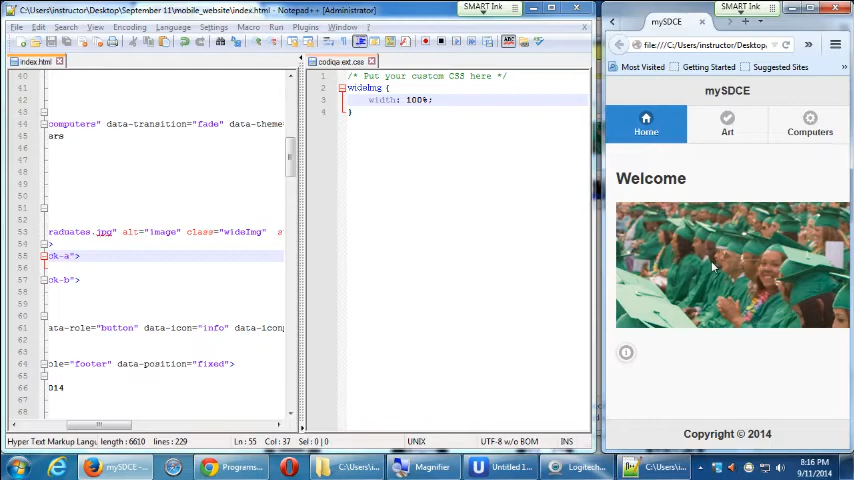 C:\Users\instructor\Desktop\September 11\mobile_website\index.html - Notepad++ [Administrator]
SMART Ink
File Edit Search View Encoding Language Settings Macro Run Plugins Window ?
X
index.html
codiqa.ext.css
40
41
42
43
44 computers" data-transition="fade" data-theme
45 ers
46
47
48
49
50
51
52
53 raduates.jpg" alt="image" class="wideImg" s
54 >
55 ck-a">
56
57 ck-b">
58
59
60
61 data-role="button" data-icon="info" data-icon
62
63
64 ole="footer" data-position="fixed">
65
66 014
67
68
1 /* Put your custom CSS here */
2 wideImg {
3 width: 100%;
4 }
Hyper Text Markup Langu length : 6610 lines : 229 Ln : 55 Col : 37 Sel : 0 | 0 UNIX UTF-8 w/o BOM INS
SMART Ink
mySDCE
file:///C:/Users/instructor/Desktop,
Most Visited Getting Started Suggested Sites
mySDCE
Home Art Computers
Welcome
Copyright © 2014
mySDCE -... Programs... C:\Users\i... Magnifier Untitled 1... Logitech... C:\Users\i... 8:16 PM
9/11/2014